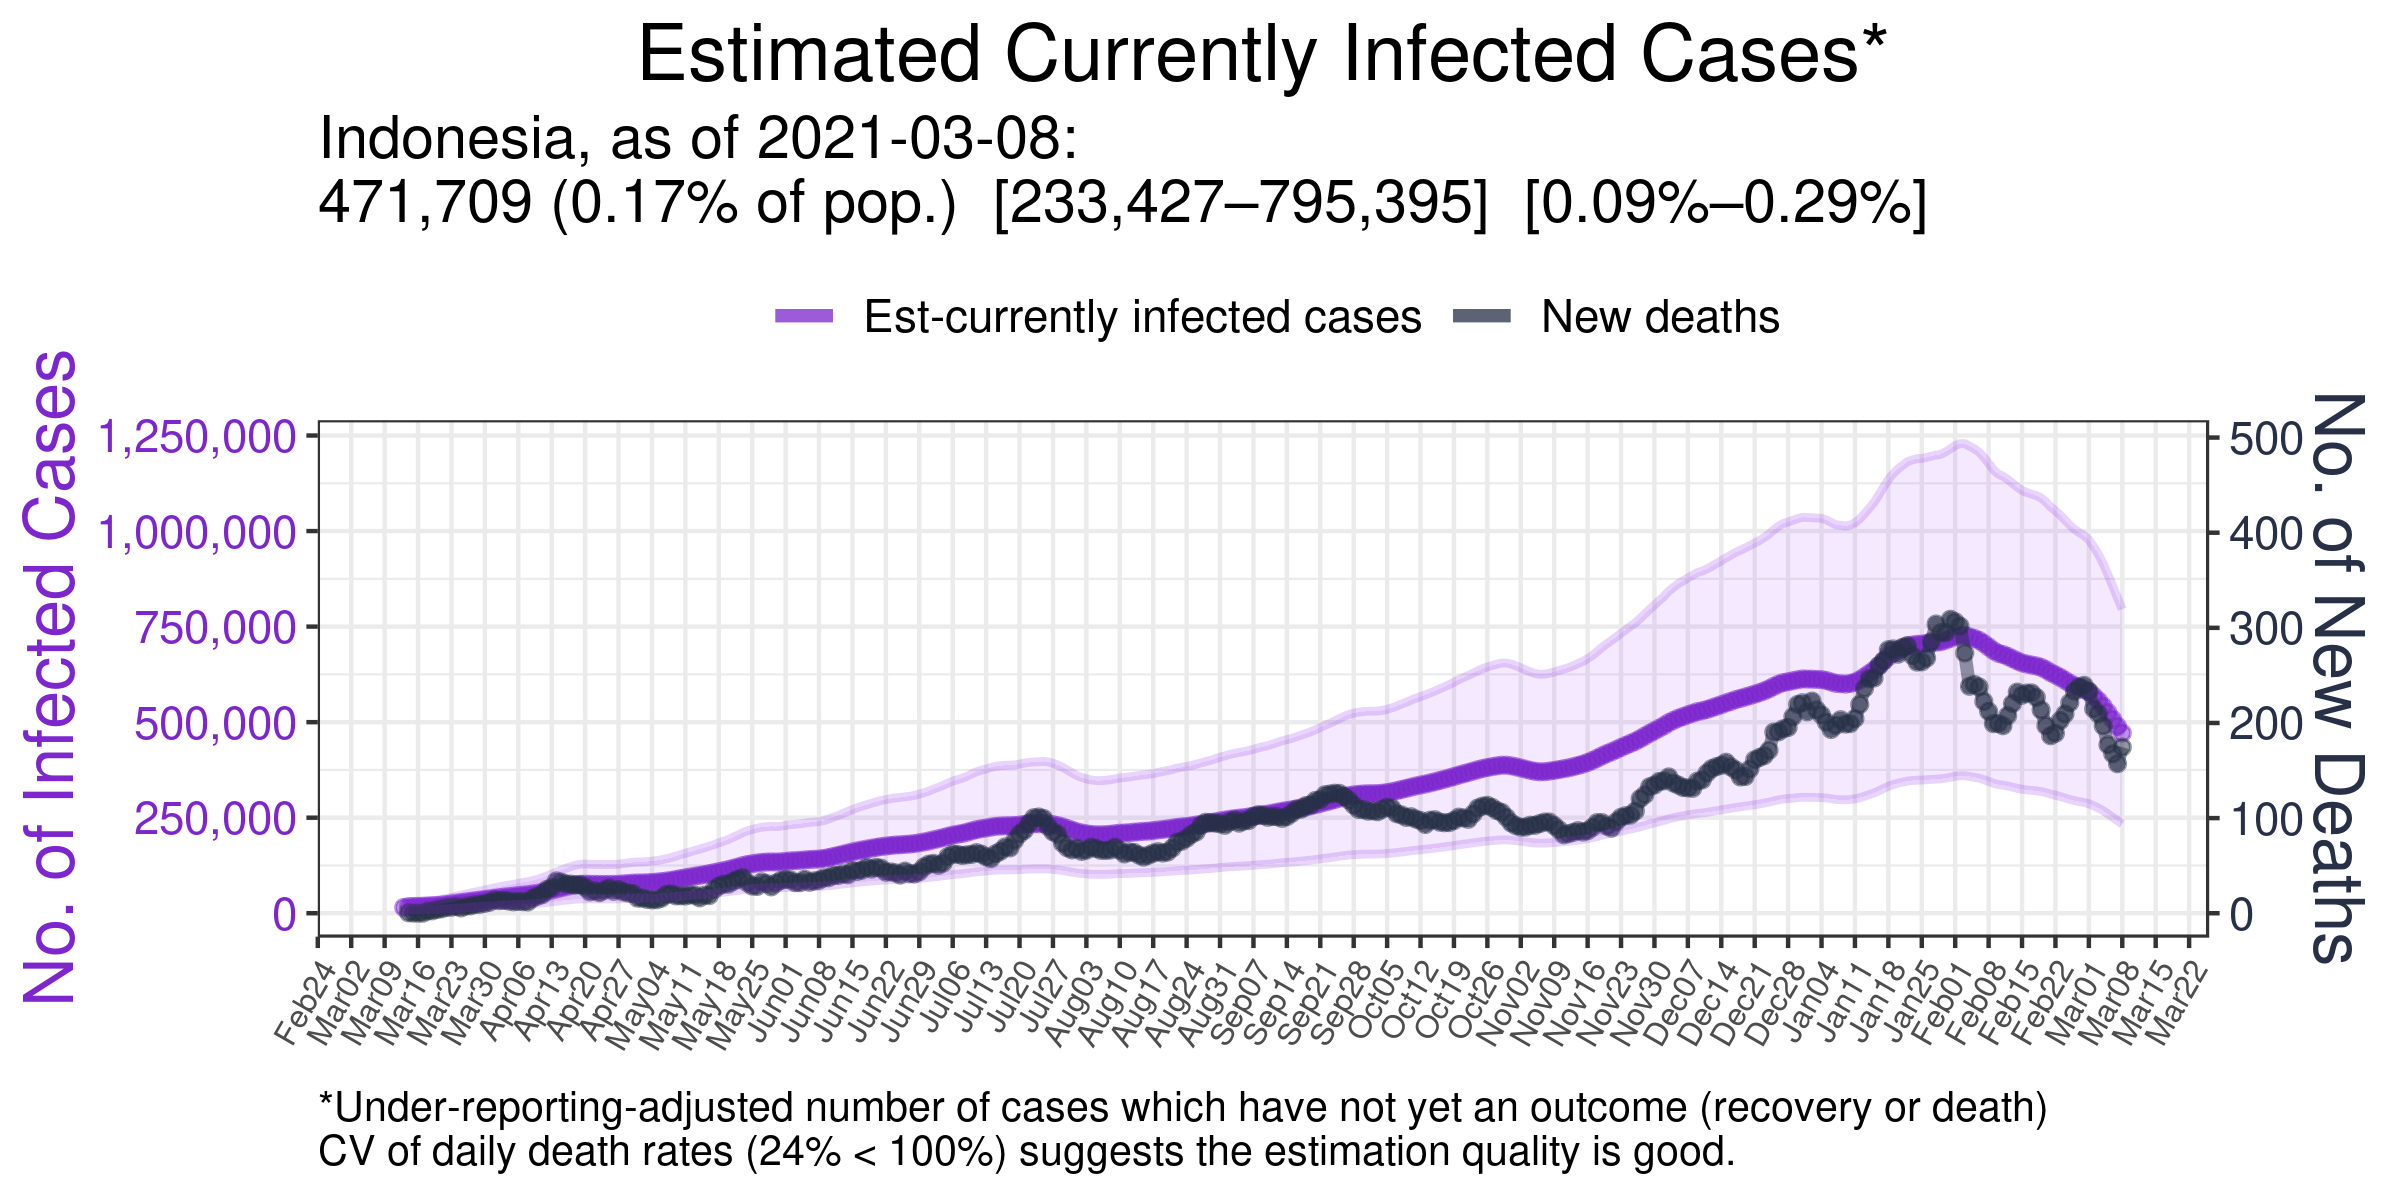 Estimated Currently Infected Cases*
Indonesia, as of 2021-03-08:
471,709 (0.17% of pop.) [233,427–795,395] [0.09%–0.29%]
Est-currently infected cases
New deaths
No. of Infected Cases
1,250,000
1,000,000
750,000
500,000
250,000
0
500
400
300
200
100
0
No. of New Deaths
Feb24
Mar02
Mar09
Mar16
Mar23
Mar30
Apr06
Apr13
Apr20
Apr27
May04
May11
May18
May25
Jun01
Jun08
Jun15
Jun22
Jun29
Jul06
Jul13
Jul20
Jul27
Aug03
Aug10
Aug17
Aug24
Aug31
Sep07
Sep14
Sep21
Sep28
Oct05
Oct12
Oct19
Oct26
Nov02
Nov09
Nov16
Nov23
Nov30
Dec07
Dec14
Dec21
Dec28
Jan04
Jan11
Jan18
Jan25
Feb01
Feb08
Feb15
Feb22
Mar01
Mar08
Mar15
Mar22
*Under-reporting-adjusted number of cases which have not yet an outcome (recovery or death)
CV of daily death rates (24% < 100%) suggests the estimation quality is good.